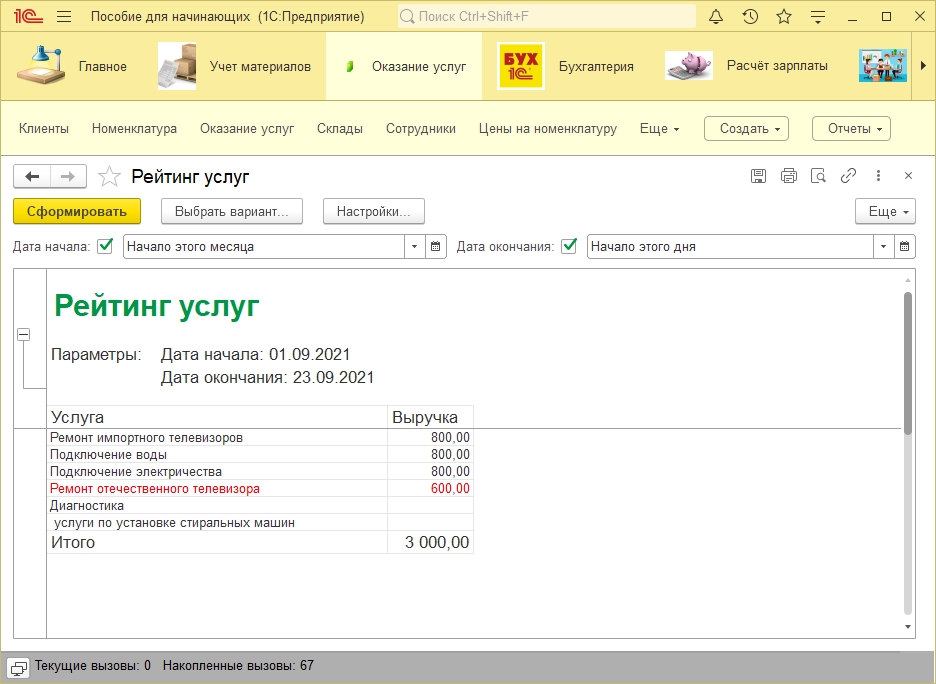 1С Пособие для начинающих (1С:Предприятие) Поиск Ctrl+Shift+F
Главное Учет материалов Оказание услуг БУХ 1С Бухгалтерия Расчёт зарплаты
Клиенты Номенклатура Оказание услуг Склады Сотрудники Цены на номенклатуру Еще Создать Отчеты
Рейтинг услуг
Сформировать Выбрать вариант... Настройки... Еще
Дата начала: Начало этого месяца Дата окончания: Начало этого дня
Рейтинг услуг
Параметры: Дата начала: 01.09.2021
Дата окончания: 23.09.2021
Услуга Выручка
Ремонт импортного телевизоров 800,00
Подключение воды 800,00
Подключение электричества 800,00
Ремонт отечественного телевизора 600,00
Диагностика
услуги по установке стиральных машин
Итого 3 000,00
Текущие вызовы: 0 Накопленные вызовы: 67